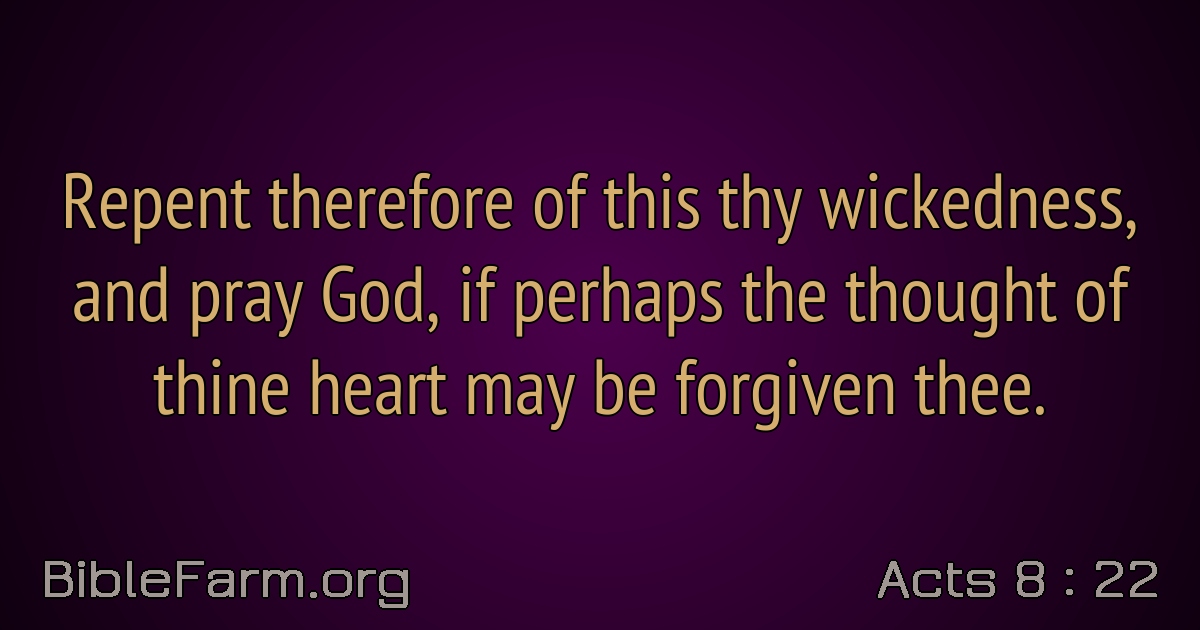 Repent therefore of this thy wickedness,
and pray God, if perhaps the thought of
thine heart may be forgiven thee.
BibleFarm.org
Acts 8 : 22